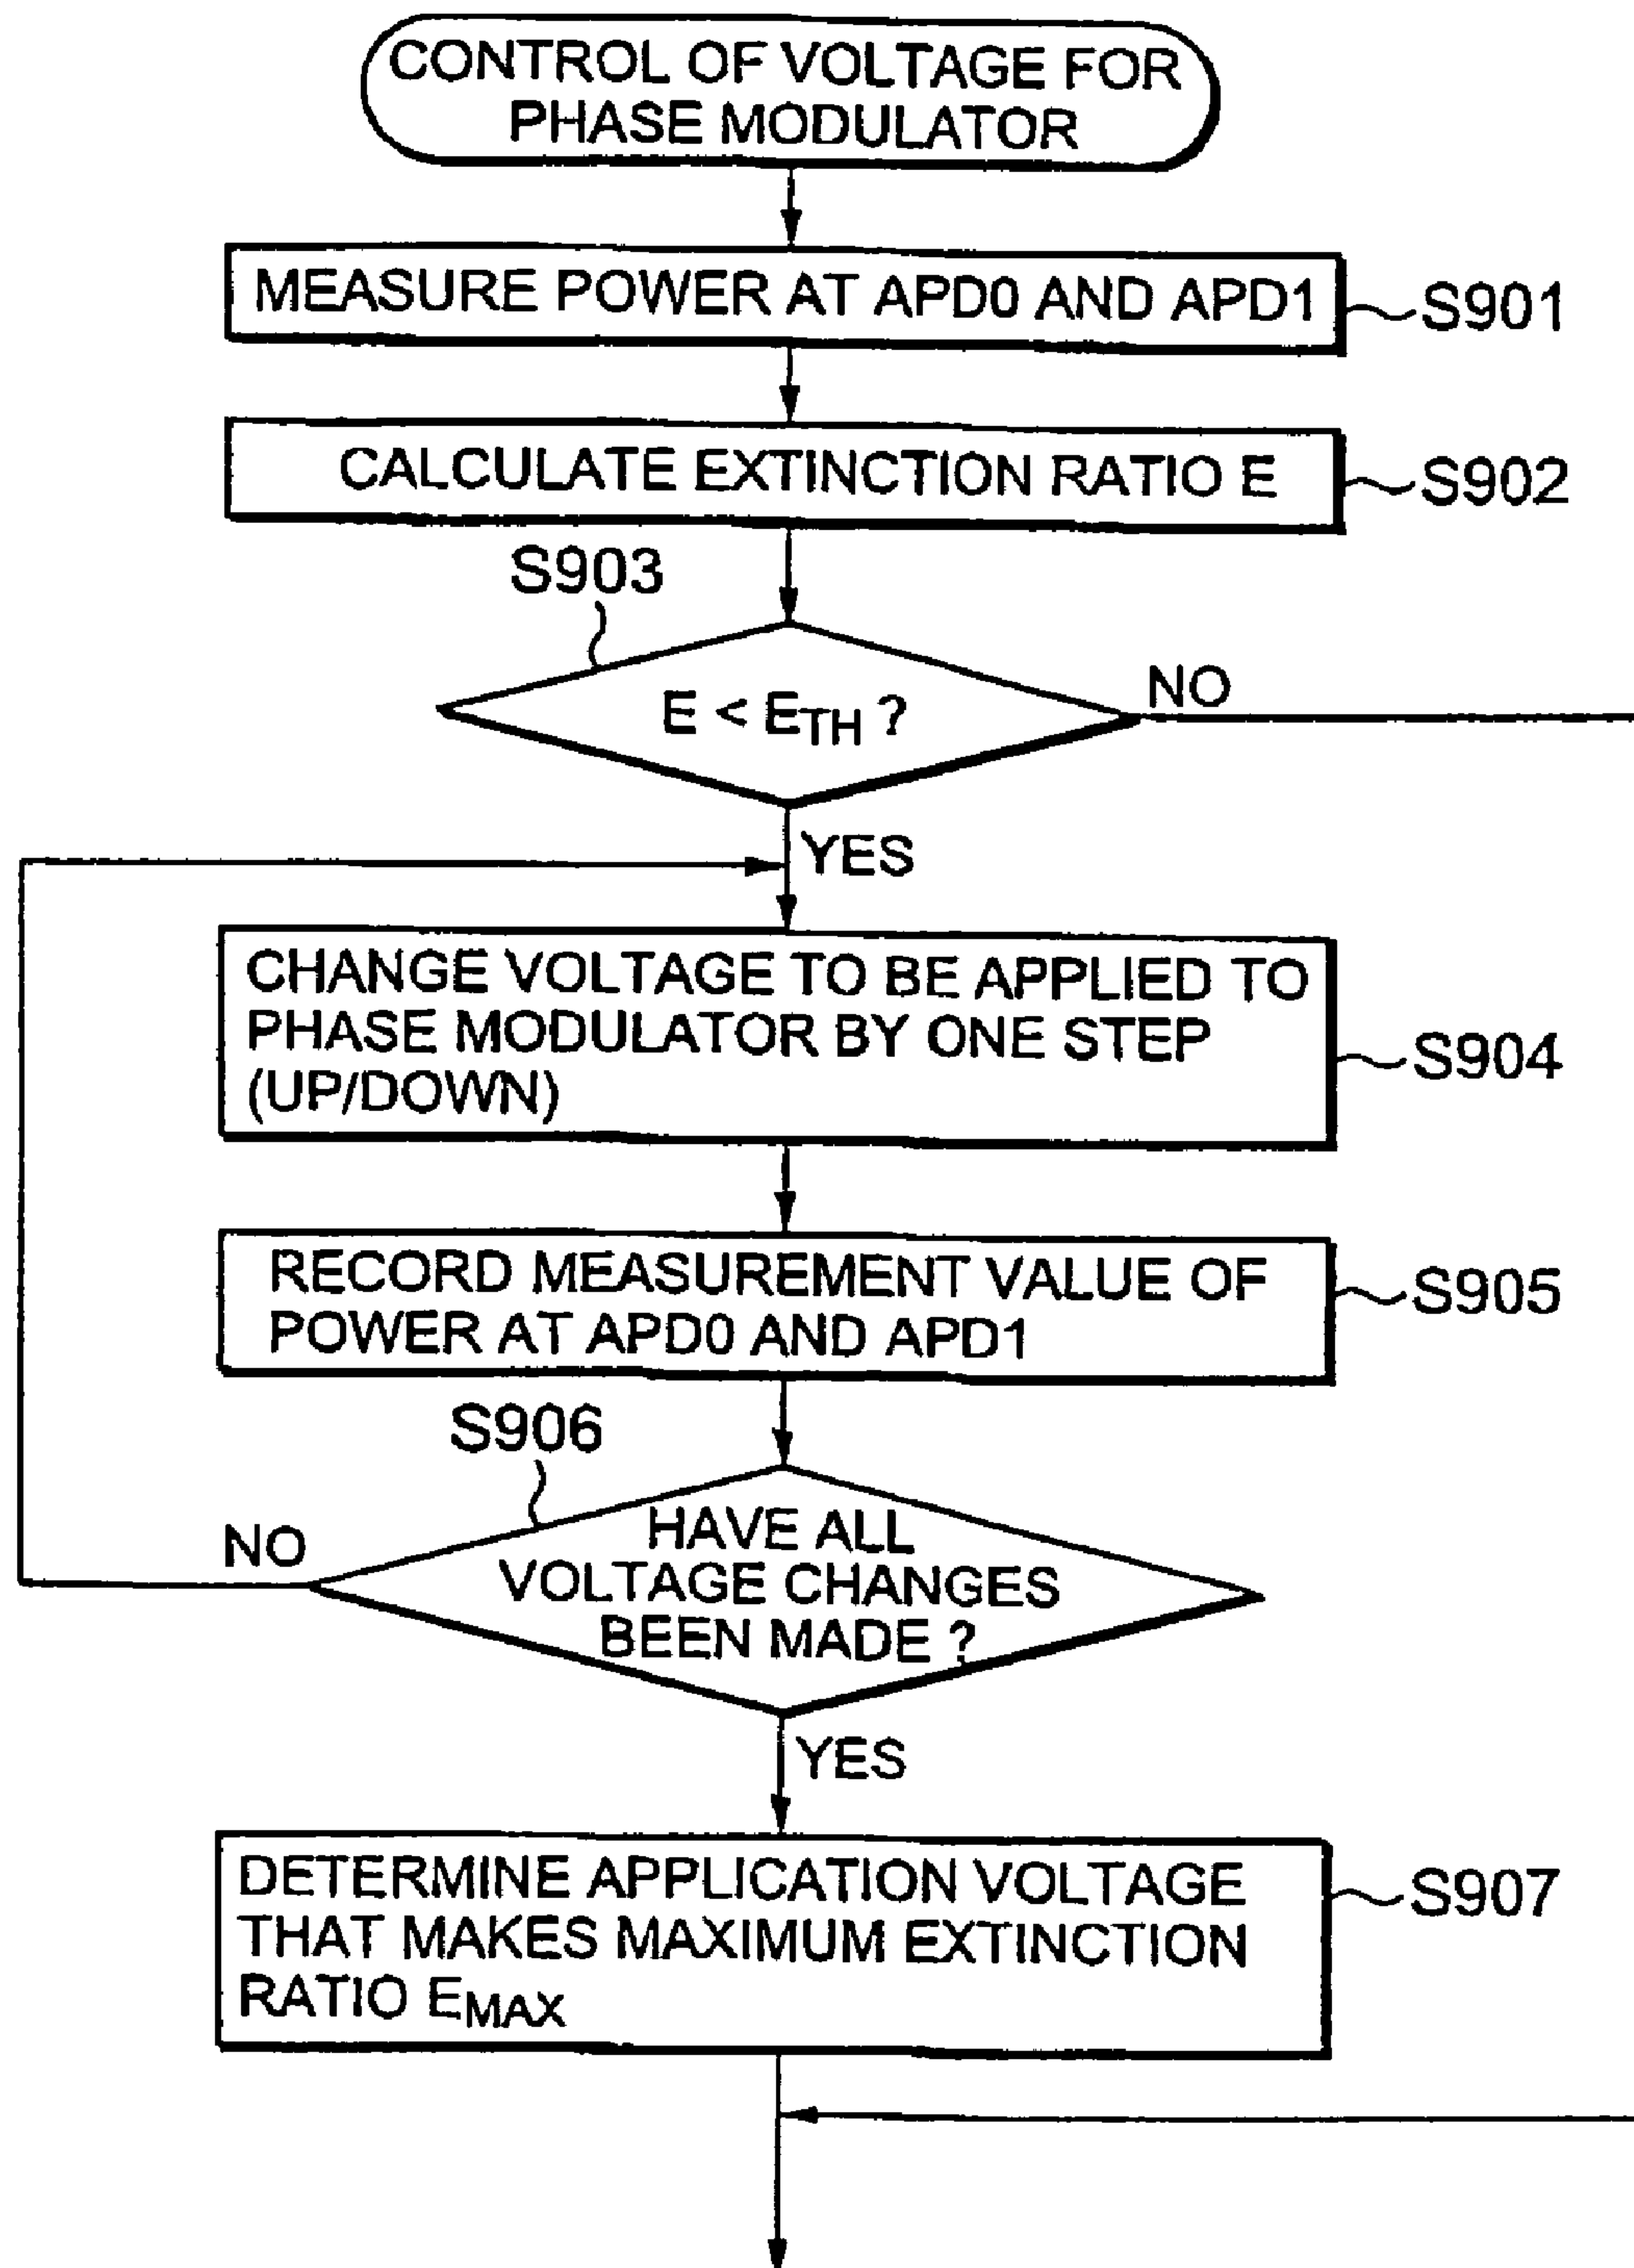 CONTROL OF VOLTAGE FOR
PHASE MODULATOR
MEASURE POWER AT APD0 AND APD1
S901
CALCULATE EXTINCTION RATIO E
S902
S903
E < ETH ?
NO
YES
CHANGE VOLTAGE TO BE APPLIED TO
PHASE MODULATOR BY ONE STEP
(UP/DOWN)
S904
RECORD MEASUREMENT VALUE OF
POWER AT APD0 AND APD1
S905
S906
HAVE ALL
VOLTAGE CHANGES
BEEN MADE ?
NO
YES
DETERMINE APPLICATION VOLTAGE
THAT MAKES MAXIMUM EXTINCTION
RATIO EMAX
S907